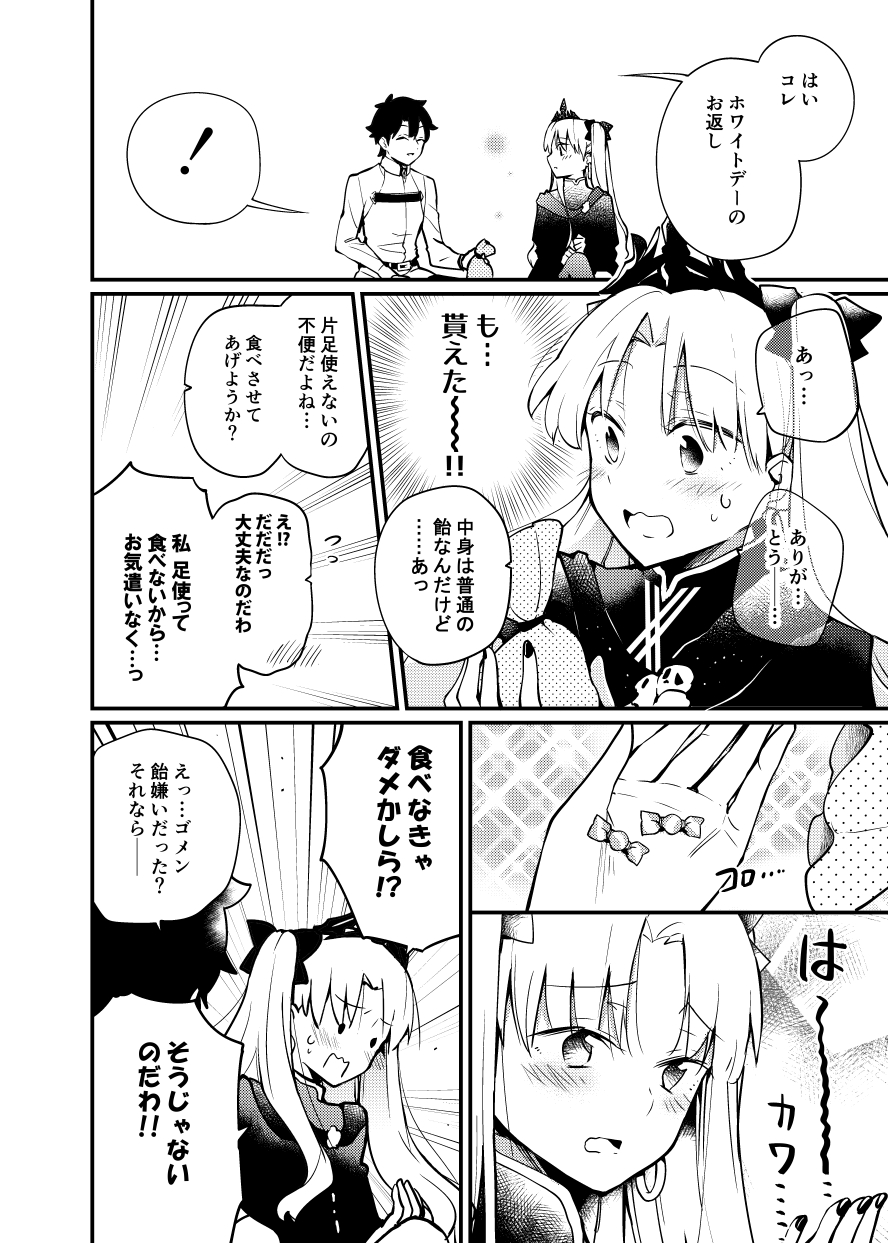 はい
コレ
ホワイトデーの
お返し
！
あっ…
ありが…
とう――…
も…
貰えた〜〜〜!!
中身は普通の
飴なんだけど
……あっ
片足使えないの
不便だよね…
食べさせて
あげようか？
え!?
だだだっ
大丈夫なのだわ
私 足使って
食べないから…
お気遣いなく…っ
コロ…
は〜〜〜……
カワ……
食べなきゃ
ダメかしら!?
えっ…ゴメン
飴嫌いだった？
それなら――
そうじゃない
のだわ!!